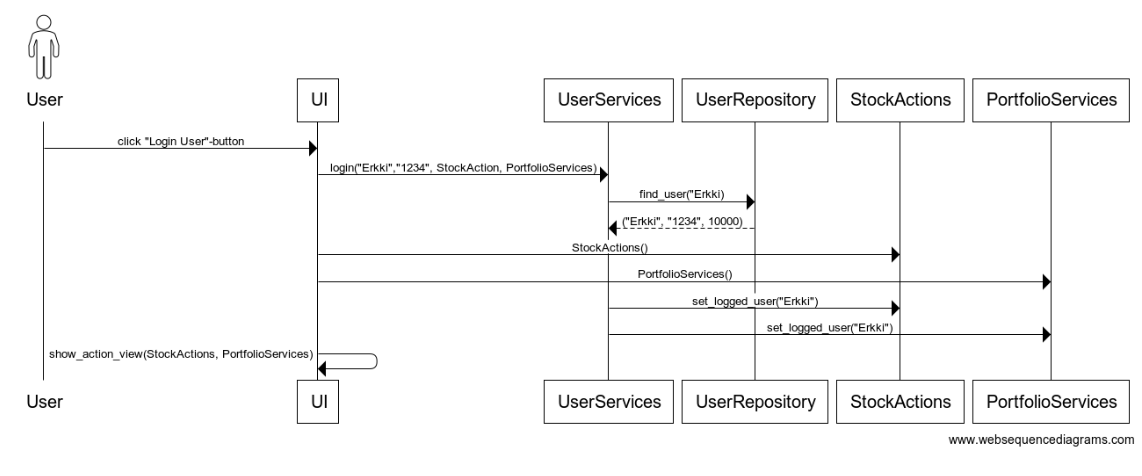 User
UI
UserServices
UserRepository
StockActions
PortfolioServices
click "Login User"-button
login("Erkki","1234", StockAction, PortfolioServices)
find_user("Erkki)
("Erkki", "1234", 10000)
StockActions()
PortfolioServices()
set_logged_user("Erkki")
set_logged_user("Erkki")
show_action_view(StockActions, PortfolioServices)
User
UI
UserServices
UserRepository
StockActions
PortfolioServices
www.websequencediagrams.com